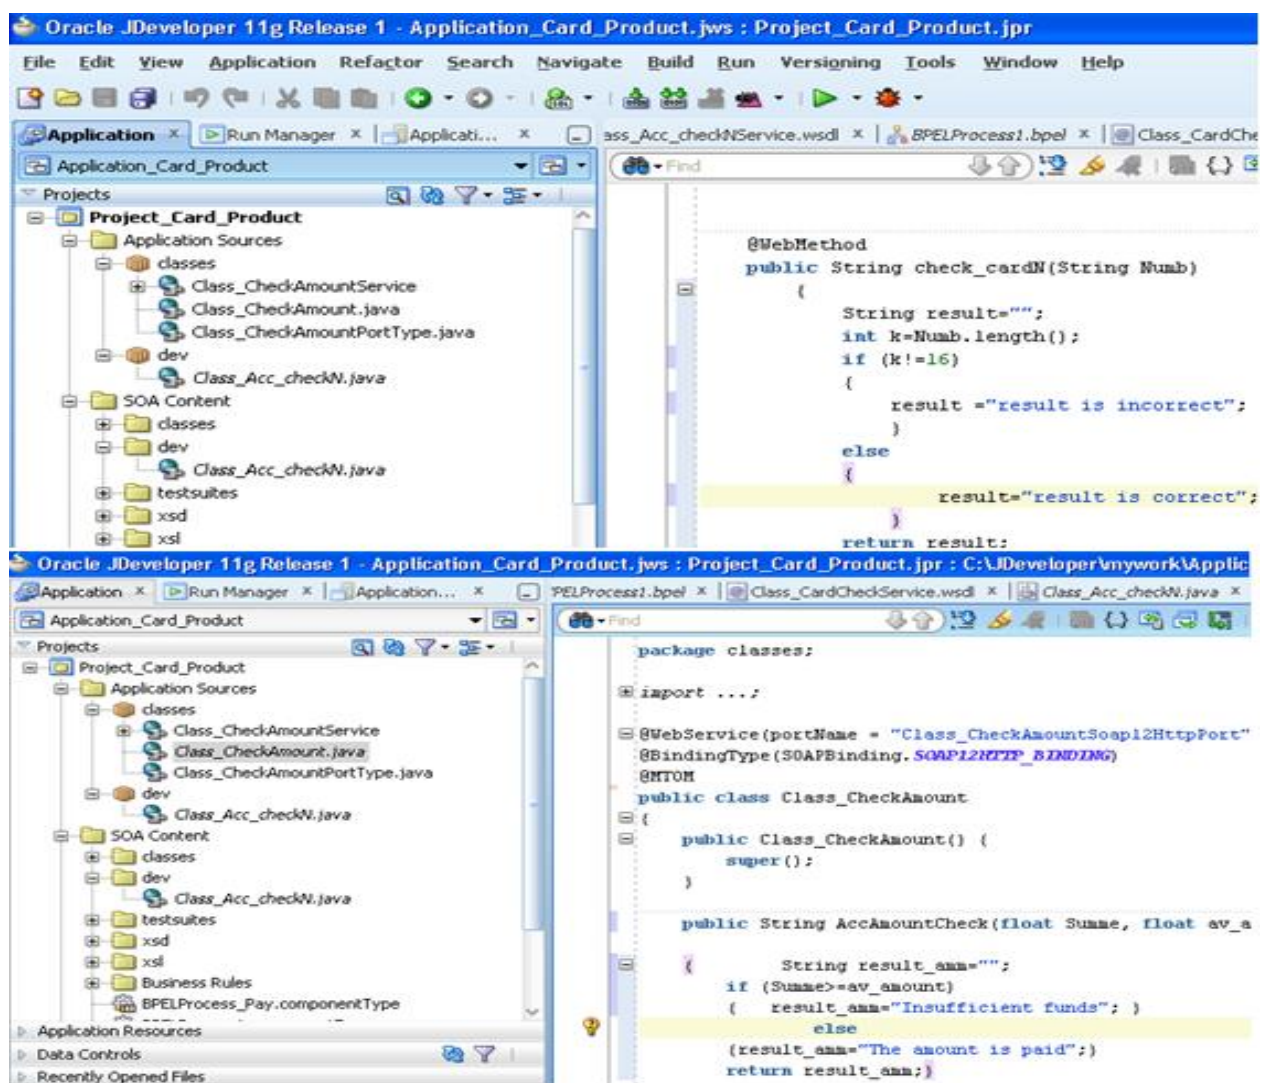 Oracle JDeveloper 11g Release 1 - Application_Card_Product.jws : Project_Card_Product.jpr
File Edit View Application Refactor Search Navigate Build Run Versioning Tools Window Help
Application × Run Manager × Applicati... × ass_Acc_checkNService.wsdl × BPELProcess1.bpel × Class_CardChe
Application_Card_Product
Find
Projects
Project_Card_Product
Application Sources
classes
Class_CheckAmountService
Class_CheckAmount.java
Class_CheckAmountPortType.java
dev
Class_Acc_checkN.java
SOA Content
classes
dev
Class_Acc_checkN.java
testsuites
xsd
xsl
@WebMethod
public String check_cardN(String Numb)
{
String result="";
int k=Numb.length();
if (k!=16)
{
result ="result is incorrect";
}
else
{
result="result is correct";
}
return result;
Oracle JDeveloper 11g Release 1 - Application_Card_Product.jws : Project_Card_Product.jpr : C:\JDeveloper\mywork\Applic
Application × Run Manager × Application... × PELProcess1.bpel × Class_CardCheckService.wsdl × Class_Acc_checkN.java ×
Application_Card_Product
Find
Projects
Project_Card_Product
Application Sources
classes
Class_CheckAmountService
Class_CheckAmount.java
Class_CheckAmountPortType.java
dev
Class_Acc_checkN.java
SOA Content
classes
dev
Class_Acc_checkN.java
testsuites
xsd
xsl
Business Rules
BPELProcess_Pay.componentType
Application Resources
Data Controls
Recently Opened Files
package classes;
import ...;
@WebService(portName = "Class_CheckAmountSoap12HttpPort"
@BindingType(SOAPBinding.SOAP12HTTP_BINDING)
@MTOM
public class Class_CheckAmount
{
public Class_CheckAmount() {
super();
}
public String AccAmountCheck(float Summe, float av_a
{ String result_amm="";
if (Summe>=av_amount)
{ result_amm="Insufficient funds"; }
else
{result_amm="The amount is paid";}
return result_amm;}